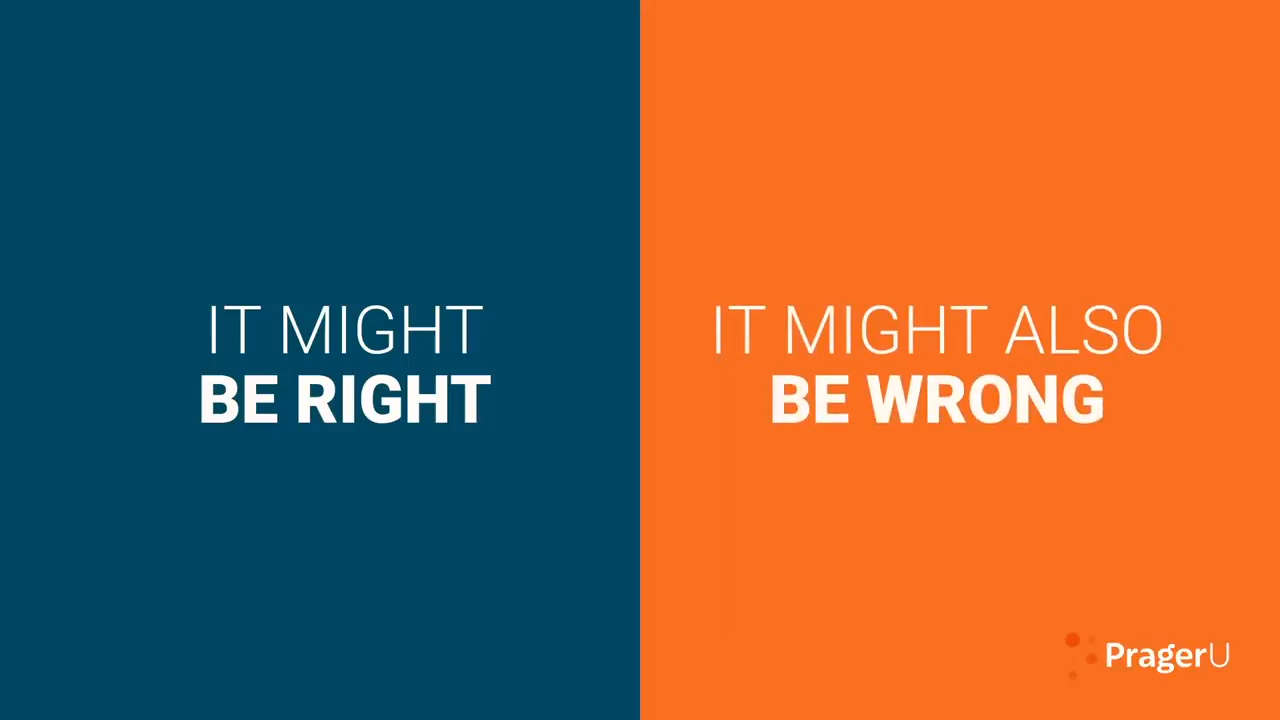 IT MIGHT
BE RIGHT
IT MIGHT ALSO
BE WRONG
PragerU